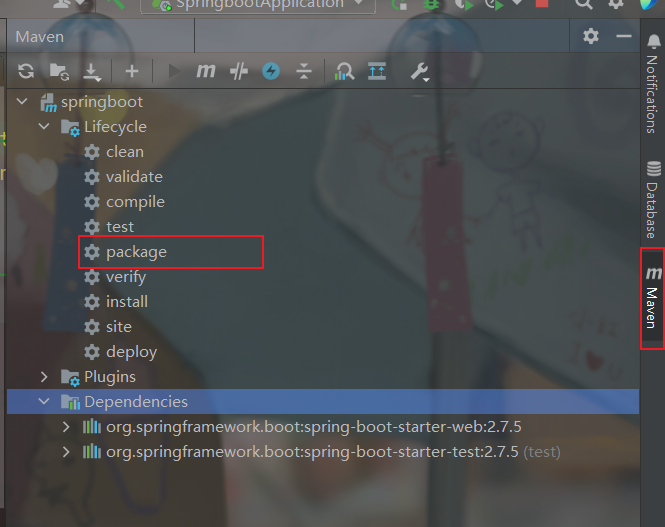 SpringbootApplication
Maven
springboot
Lifecycle
clean
validate
compile
test
package
verify
install
site
deploy
Plugins
Dependencies
org.springframework.boot:spring-boot-starter-web:2.7.5
org.springframework.boot:spring-boot-starter-test:2.7.5 (test)
Notifications
Database
Maven